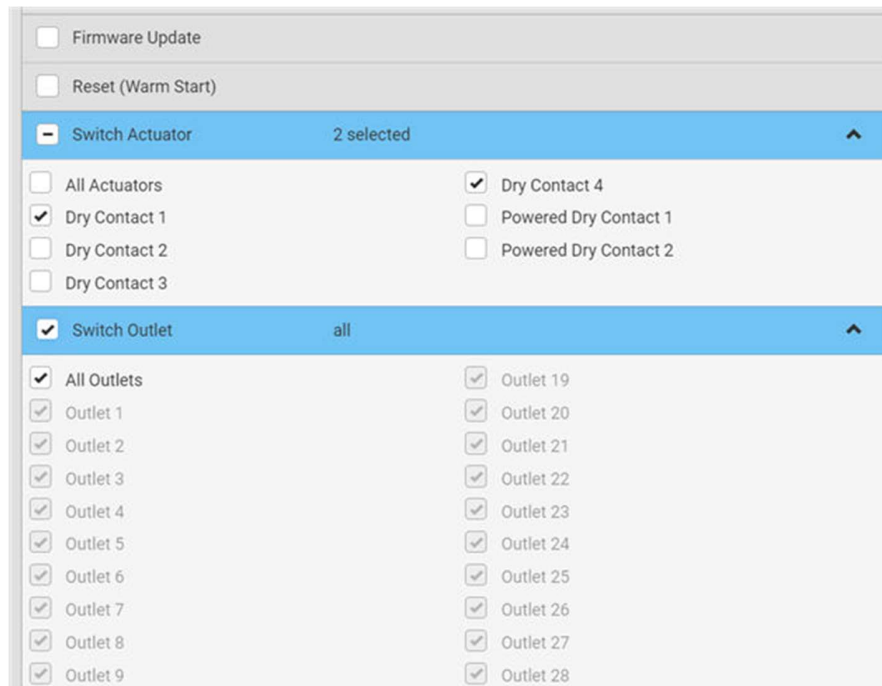 Firmware Update
Reset (Warm Start)
Switch Actuator 2 selected
All Actuators Dry Contact 4
Dry Contact 1 Powered Dry Contact 1
Dry Contact 2 Powered Dry Contact 2
Dry Contact 3
Switch Outlet all
All Outlets Outlet 19
Outlet 1 Outlet 20
Outlet 2 Outlet 21
Outlet 3 Outlet 22
Outlet 4 Outlet 23
Outlet 5 Outlet 24
Outlet 6 Outlet 25
Outlet 7 Outlet 26
Outlet 8 Outlet 27
Outlet 9 Outlet 28